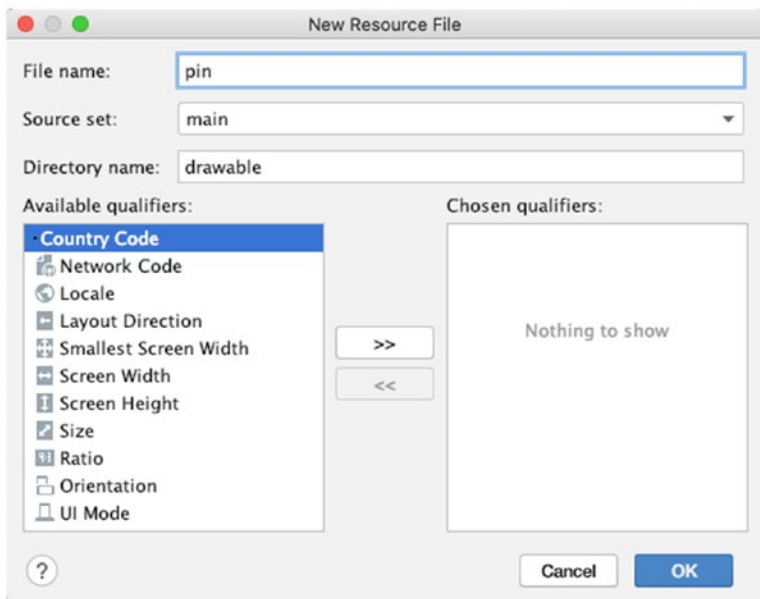 New Resource File
File name:
pin
Source set:
main
Directory name:
drawable
Available qualifiers:
Chosen qualifiers:
Country Code
Network Code
Locale
Layout Direction
Smallest Screen Width
Screen Width
Screen Height
Size
Ratio
Orientation
UI Mode
>>
<<
Nothing to show
?
Cancel
OK